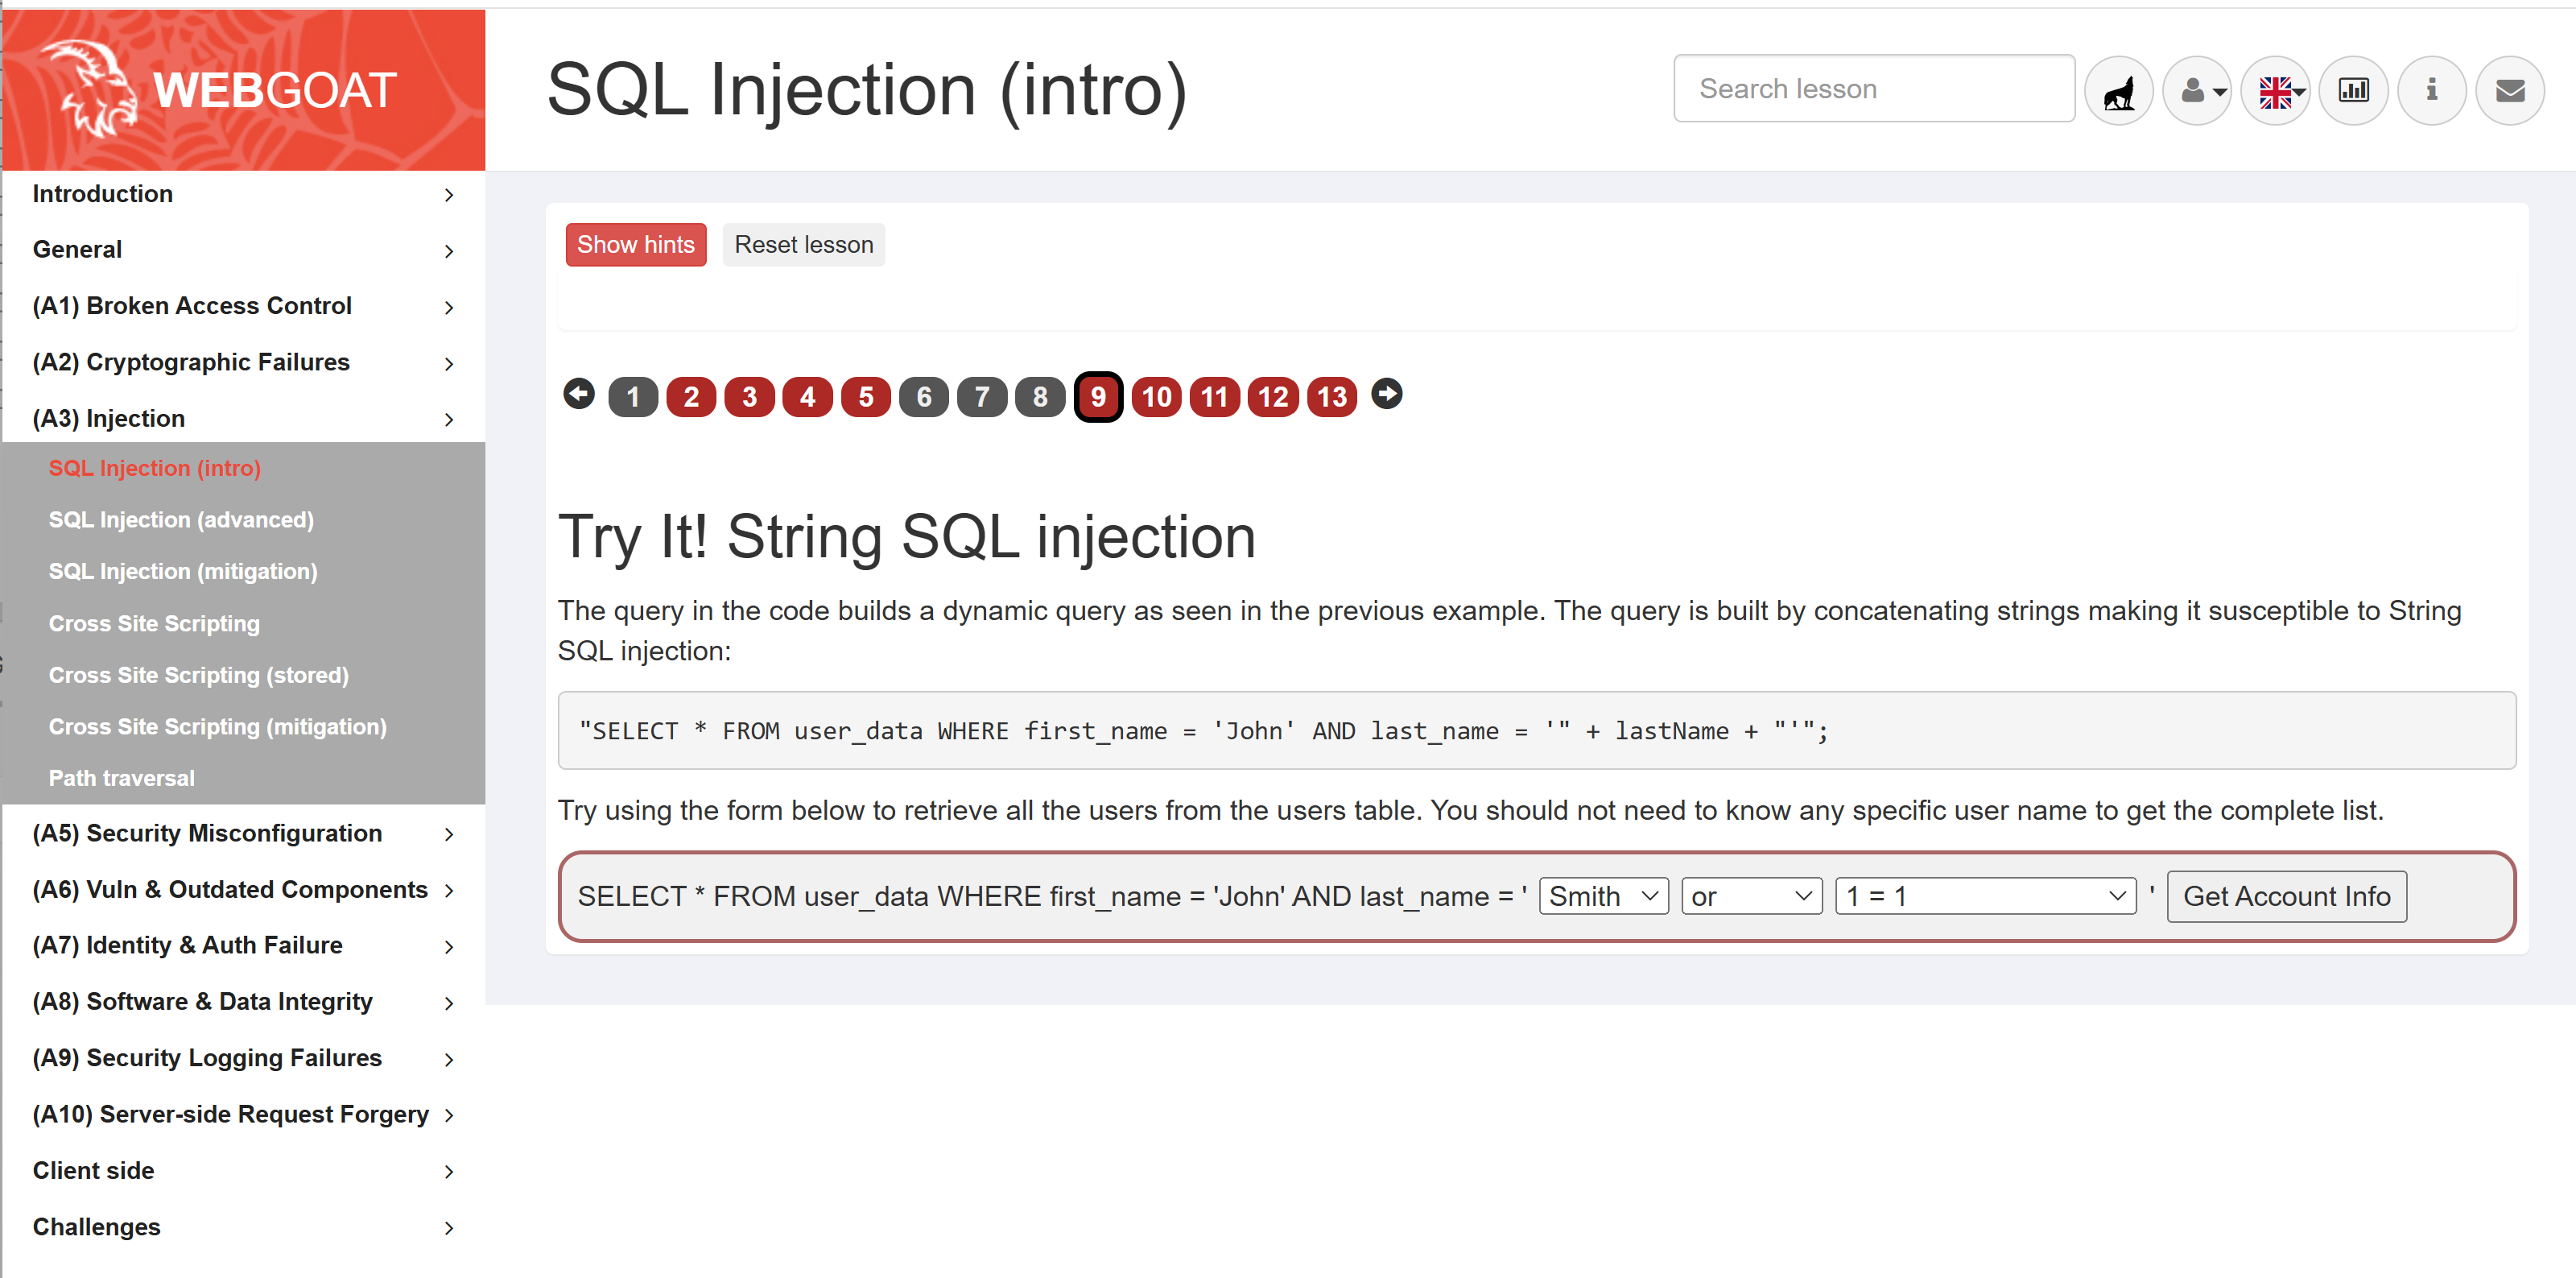 WEBGOAT
SQL Injection (intro)
Search lesson
Introduction
General
(A1) Broken Access Control
(A2) Cryptographic Failures
(A3) Injection
SQL Injection (intro)
SQL Injection (advanced)
SQL Injection (mitigation)
Cross Site Scripting
Cross Site Scripting (stored)
Cross Site Scripting (mitigation)
Path traversal
(A5) Security Misconfiguration
(A6) Vuln & Outdated Components
(A7) Identity & Auth Failure
(A8) Software & Data Integrity
(A9) Security Logging Failures
(A10) Server-side Request Forgery
Client side
Challenges
Show hints Reset lesson
1 2 3 4 5 6 7 8 9 10 11 12 13
Try It! String SQL injection
The query in the code builds a dynamic query as seen in the previous example. The query is built by concatenating strings making it susceptible to String
SQL injection:
"SELECT * FROM user_data WHERE first_name = 'John' AND last_name = '" + lastName + "'";
Try using the form below to retrieve all the users from the users table. You should not need to know any specific user name to get the complete list.
SELECT * FROM user_data WHERE first_name = 'John' AND last_name = ' Smith or 1 = 1 ' Get Account Info